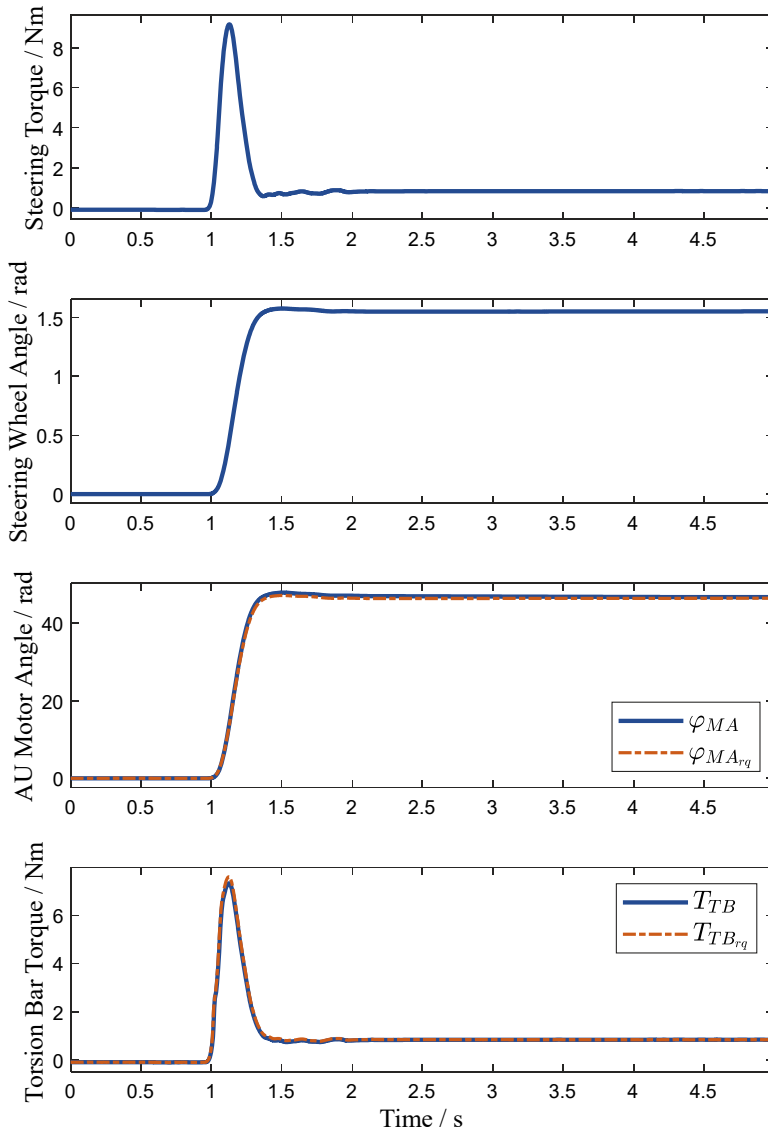 Steering Torque / Nm
8
6
4
2
0
0 0.5 1 1.5 2 2.5 3 3.5 4 4.5
Steering Wheel Angle / rad
1.5
1
0.5
0
0 0.5 1 1.5 2 2.5 3 3.5 4 4.5
AU Motor Angle / rad
40
20
0
φ_MA
φ_MA_rq
0 0.5 1 1.5 2 2.5 3 3.5 4 4.5
Torsion Bar Torque / Nm
6
4
2
0
T_TB
T_TB_rq
0 0.5 1 1.5 2 2.5 3 3.5 4 4.5
Time / s